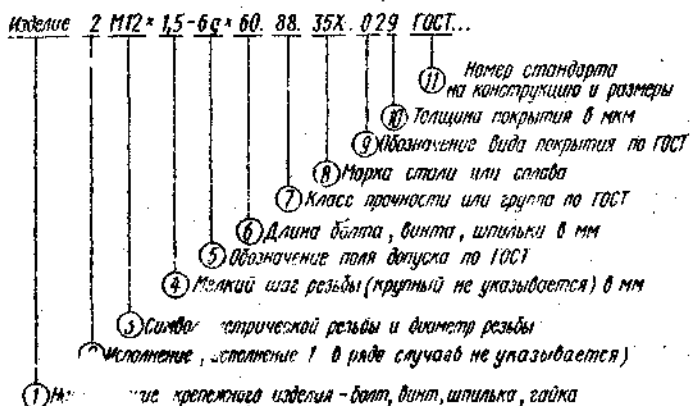 Изделие 2 М12×1,5-6g×60. 88. 35Х. 029 ГОСТ...
11 Номер стандарта
на конструкцию и размеры
10 Толщина покрытия в мкм
9 Обозначение вида покрытия по ГОСТ
8 Марка стали или сплава
7 Класс прочности или группа по ГОСТ
6 Длина болта, винта, шпильки в мм
5 Обозначение поля допуска по ГОСТ
4 Мелкий шаг резьбы (крупный не указывается) в мм
3 резьбы и диаметр резьбы
Исполнение, исполнение 1 в ряде случаев не указывается)
1 крепежного изделия - болт, винт, шпилька, гайка